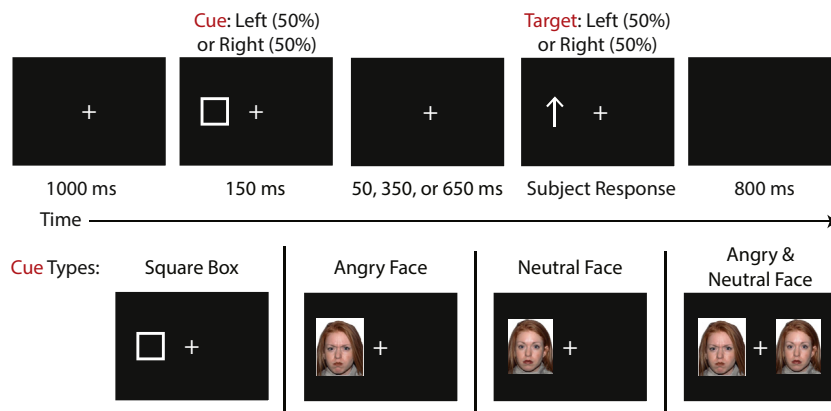 Cue: Left (50%)
or Right (50%)
Target: Left (50%)
or Right (50%)
1000 ms
150 ms
50, 350, or 650 ms
Subject Response
800 ms
Time
Cue Types:
Square Box
Angry Face
Neutral Face
Angry &
Neutral Face